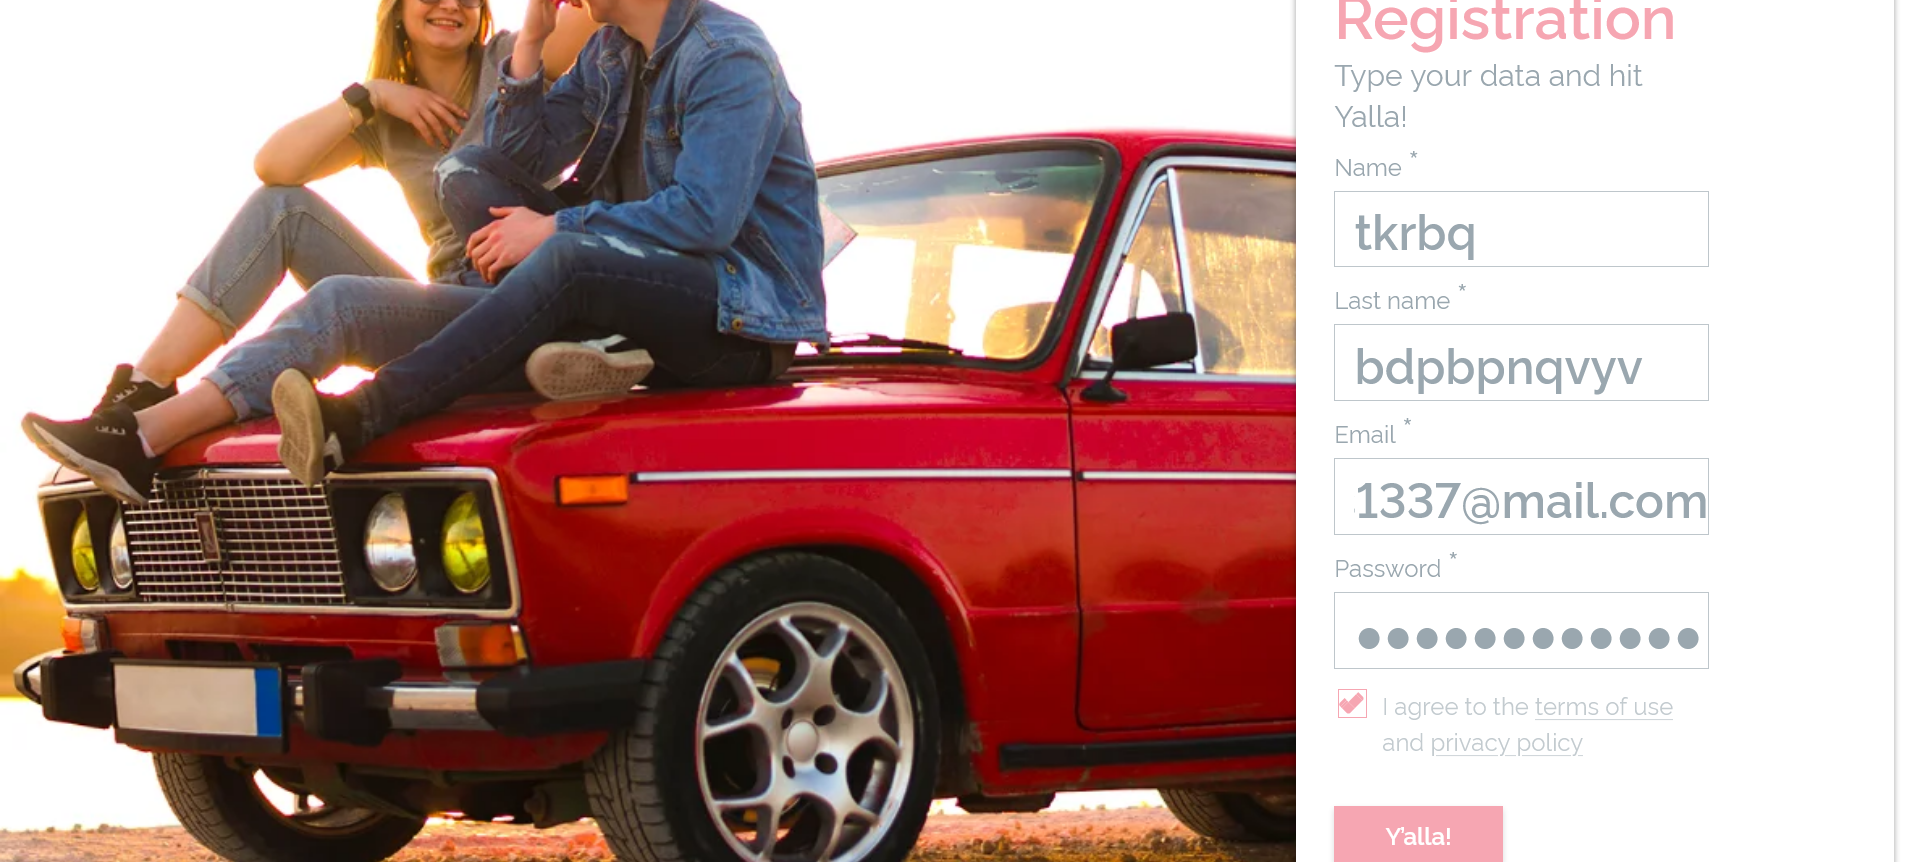 Registration
Type your data and hit
Yalla!
Name *
tkrbq
Last name *
bdpbpnqvyv
Email *
1337@mail.com
Password *
I agree to the terms of use
and privacy policy
Y'alla!